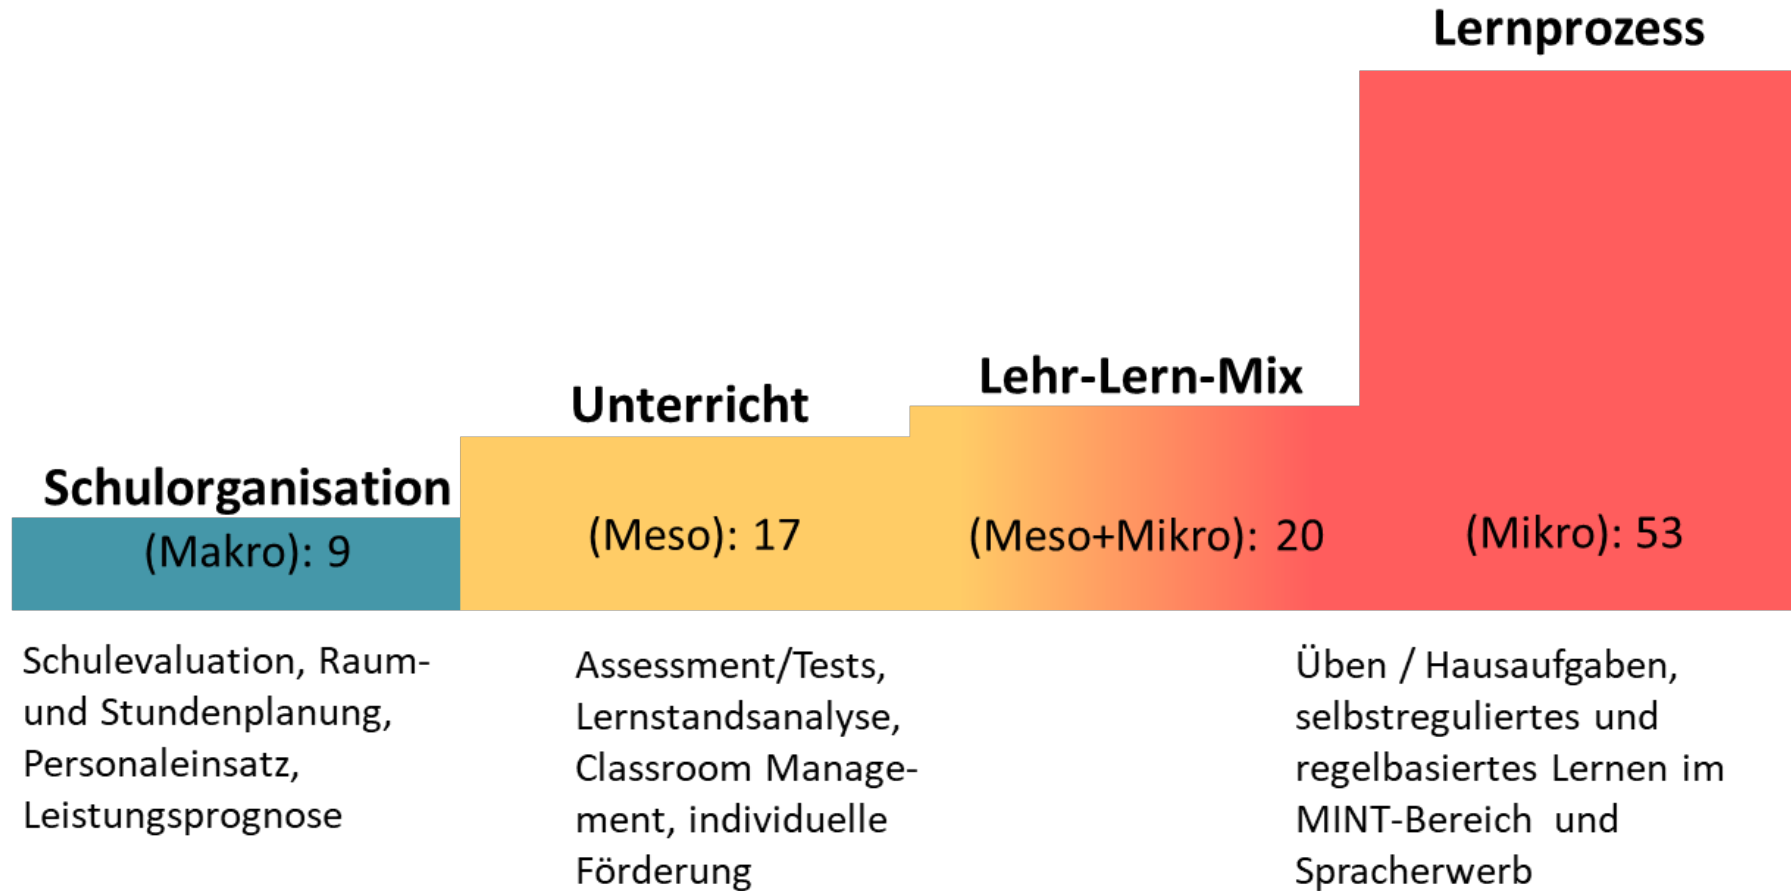 Lernprozess
Lehr-Lern-Mix
Unterricht
Schulorganisation
(Makro): 9
(Meso): 17
(Meso+Mikro): 20
(Mikro): 53
Schulevaluation, Raum-
und Stundenplanung,
Personaleinsatz,
Leistungsprognose
Assessment/Tests,
Lernstandsanalyse,
Classroom Manage-
ment, individuelle
Förderung
Üben / Hausaufgaben,
selbstreguliertes und
regelbasiertes Lernen im
MINT-Bereich und
Spracherwerb